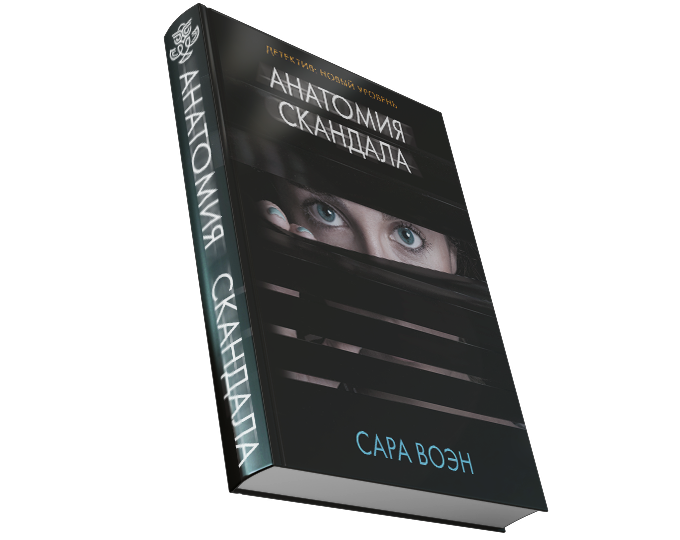 ДЕТЕКТИВ: НОВЫЙ УРОВЕНЬ
АНАТОМИЯ
СКАНДАЛА
САРА ВОЭН
АНАТОМИЯ СКАНДАЛА